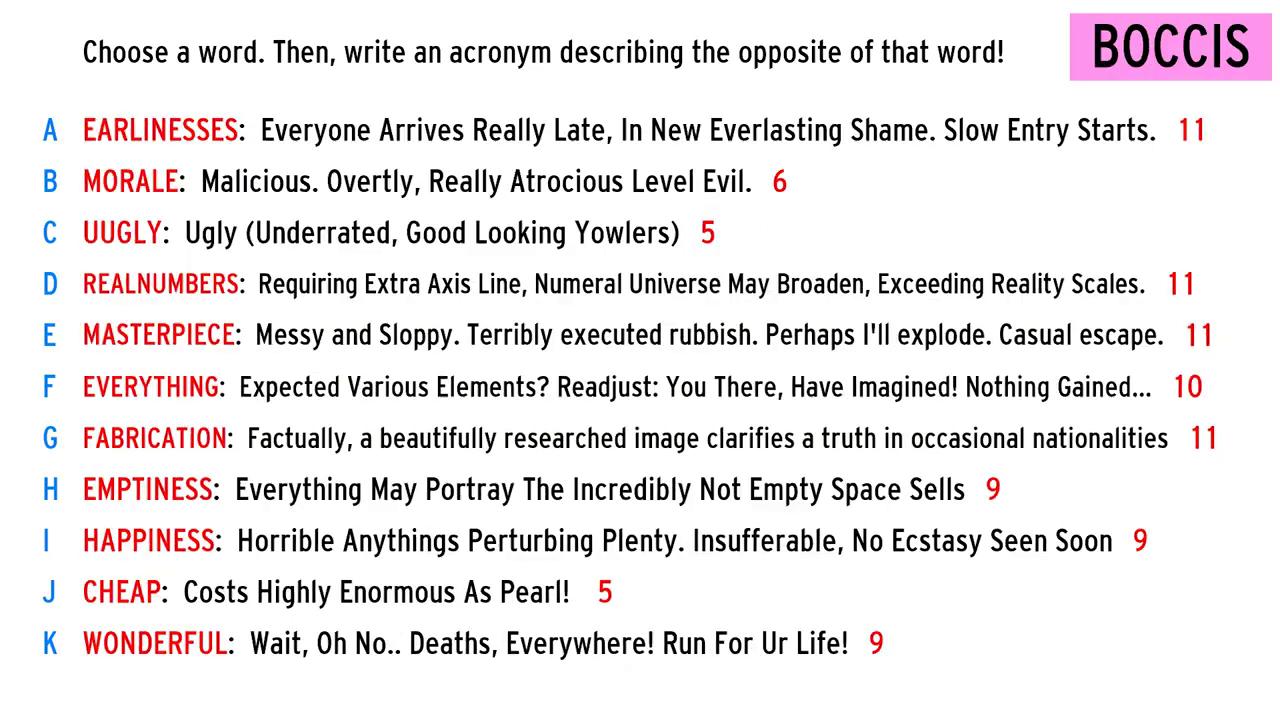 Choose a word. Then, write an acronym describing the opposite of that word!
BOCCIS
A EARLINESSES: Everyone Arrives Really Late, In New Everlasting Shame. Slow Entry Starts. 11
B MORALE: Malicious. Overtly, Really Atrocious Level Evil. 6
C UUGLY: Ugly (Underrated, Good Looking Yowlers) 5
D REALNUMBERS: Requiring Extra Axis Line, Numeral Universe May Broaden, Exceeding Reality Scales. 11
E MASTERPIECE: Messy and Sloppy. Terribly executed rubbish. Perhaps I'll explode. Casual escape. 11
F EVERYTHING: Expected Various Elements? Readjust: You There, Have Imagined! Nothing Gained... 10
G FABRICATION: Factually, a beautifully researched image clarifies a truth in occasional nationalities 11
H EMPTINESS: Everything May Portray The Incredibly Not Empty Space Sells 9
I HAPPINESS: Horrible Anythings Perturbing Plenty. Insufferable, No Ecstasy Seen Soon 9
J CHEAP: Costs Highly Enormous As Pearl! 5
K WONDERFUL: Wait, Oh No.. Deaths, Everywhere! Run For Ur Life! 9